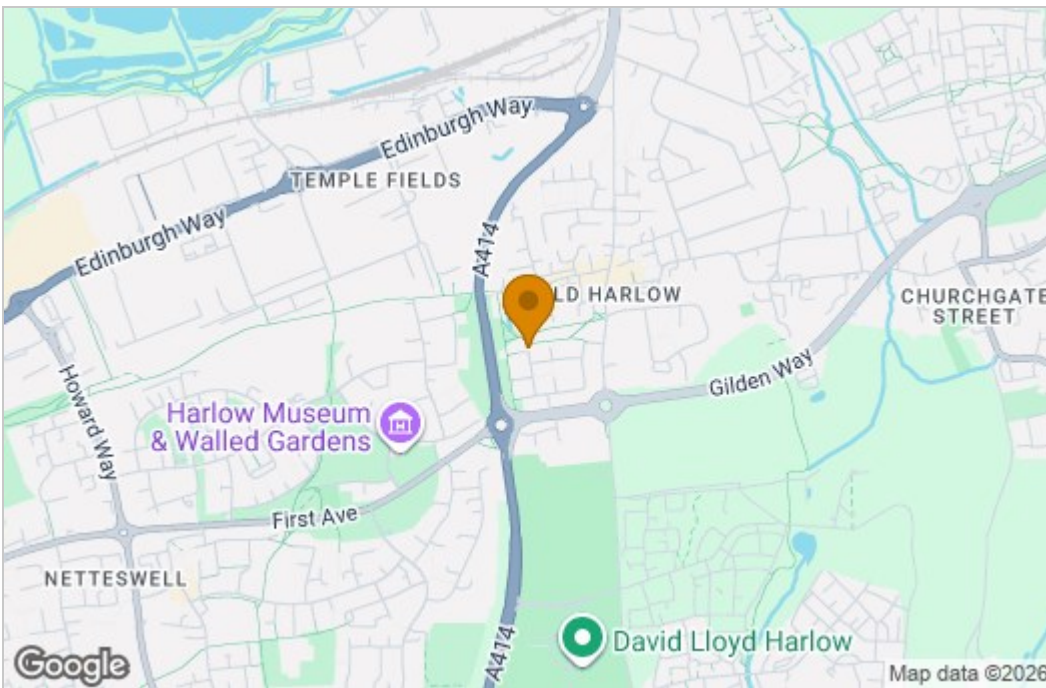 Edinburgh Way
TEMPLE FIELDS
Edinburgh Way
A414
LD HARLOW
CHURCHGATE
STREET
Gilden Way
Howard Way
Harlow Museum
& Walled Gardens
First Ave
NETTESWELL
A414
David Lloyd Harlow
Google
Map data ©2026